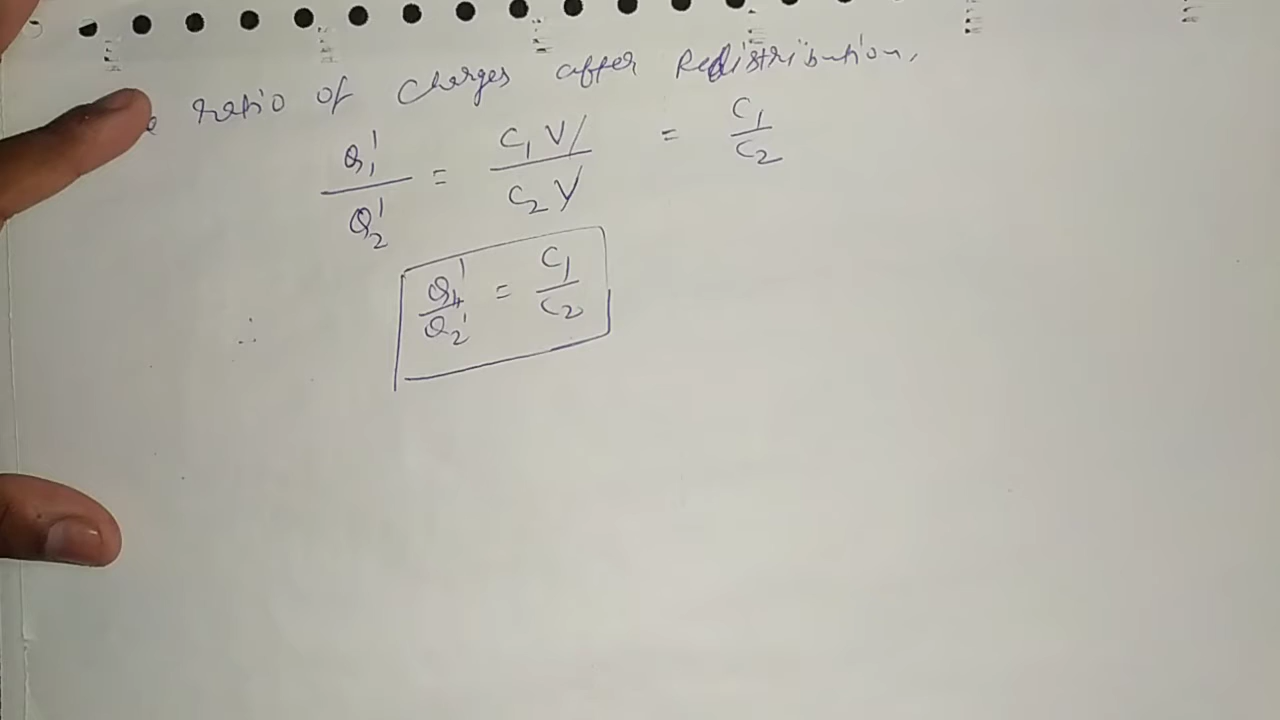 ratio of charges after Redistribution,
Q₁' / Q₂' = C₁V / C₂V = C₁ / C₂
∴ Q₁' / Q₂' = C₁ / C₂